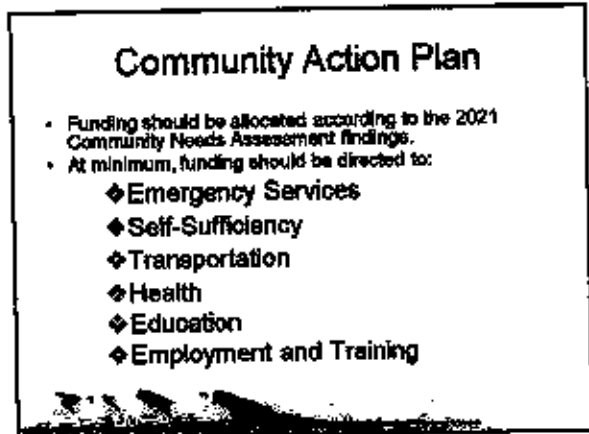 Community Action Plan
• Funding should be allocated according to the 2021
Community Needs Assessment findings.
• At minimum, funding should be directed to:
❖Emergency Services
❖Self-Sufficiency
❖Transportation
❖Health
❖Education
❖Employment and Training